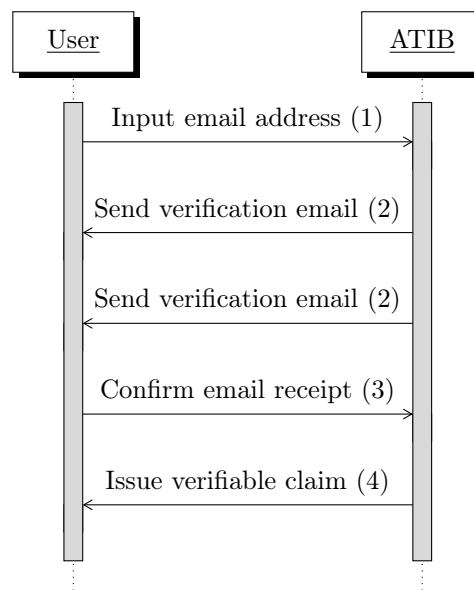 User
ATIB
Input email address (1)
Send verification email (2)
Send verification email (2)
Confirm email receipt (3)
Issue verifiable claim (4)